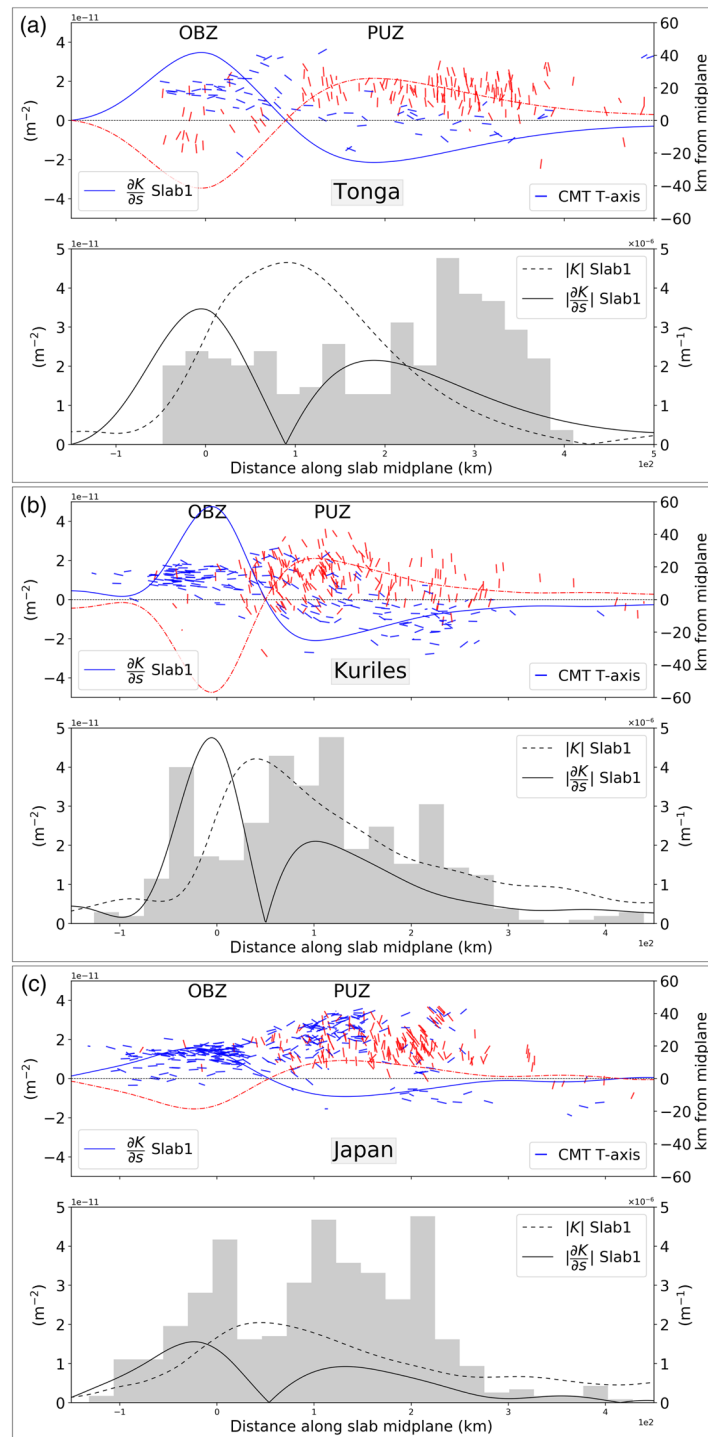 (a)
1e−11
OBZ
PUZ
60
40
20
0
−20
−40
−60
4
2
0
−2
−4
(m−2)
km from midplane
∂K/∂s Slab1
Tonga
CMT T-axis
1e−11
×10−6
5
4
3
2
1
0
(m−2)
5
4
3
2
1
0
(m−1)
|K| Slab1
|∂K/∂s| Slab1
−1
0
1
2
3
4
5
1e2
Distance along slab midplane (km)
(b)
1e−11
OBZ
PUZ
60
40
20
0
−20
−40
−60
4
2
0
−2
−4
(m−2)
km from midplane
∂K/∂s Slab1
Kuriles
CMT T-axis
1e−11
×10−6
5
4
3
2
1
0
(m−2)
5
4
3
2
1
0
(m−1)
|K| Slab1
|∂K/∂s| Slab1
−1
0
1
2
3
4
1e2
Distance along slab midplane (km)
(c)
1e−11
OBZ
PUZ
60
40
20
0
−20
−40
−60
4
2
0
−2
−4
(m−2)
km from midplane
∂K/∂s Slab1
Japan
CMT T-axis
1e−11
×10−6
5
4
3
2
1
0
(m−2)
5
4
3
2
1
0
(m−1)
|K| Slab1
|∂K/∂s| Slab1
−1
0
1
2
3
4
1e2
Distance along slab midplane (km)